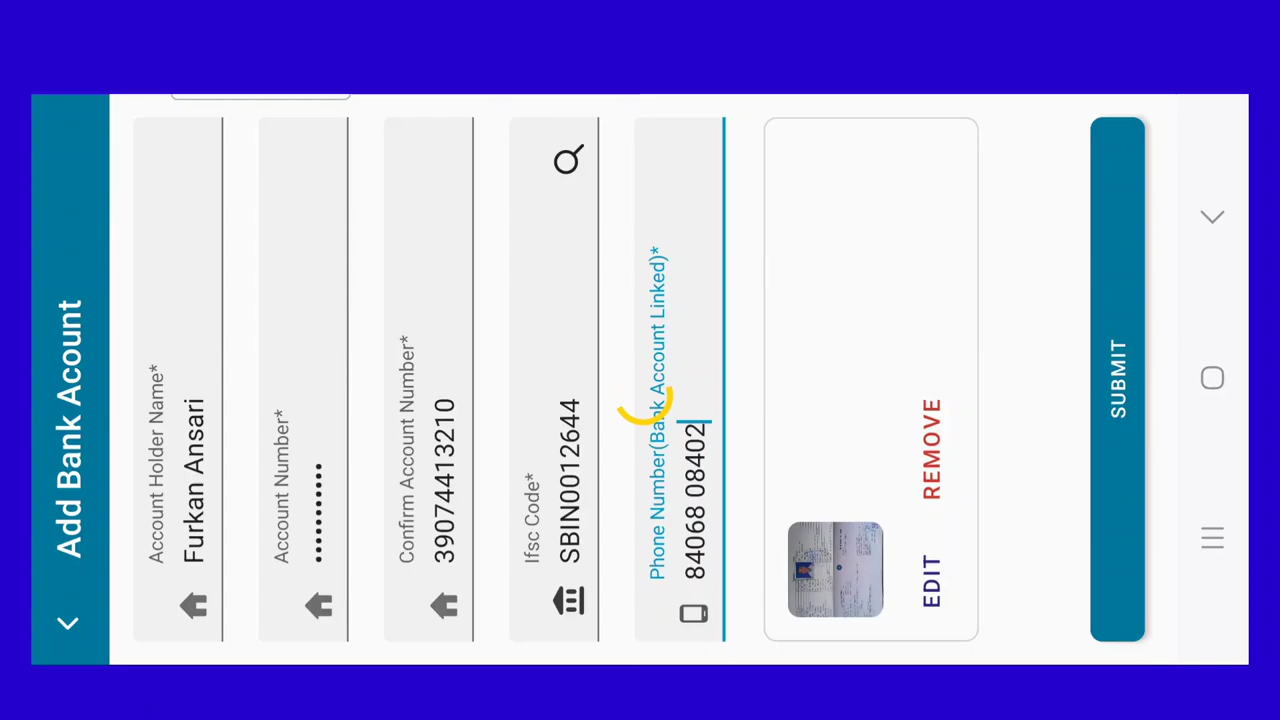 Add Bank Acount
Account Holder Name*
Furkan Ansari
Account Number*
•••••••••••
Confirm Account Number*
39074413210
Ifsc Code*
SBIN0012644
Phone Number(Bank Account Linked)*
84068 08402
EDIT REMOVE
SUBMIT